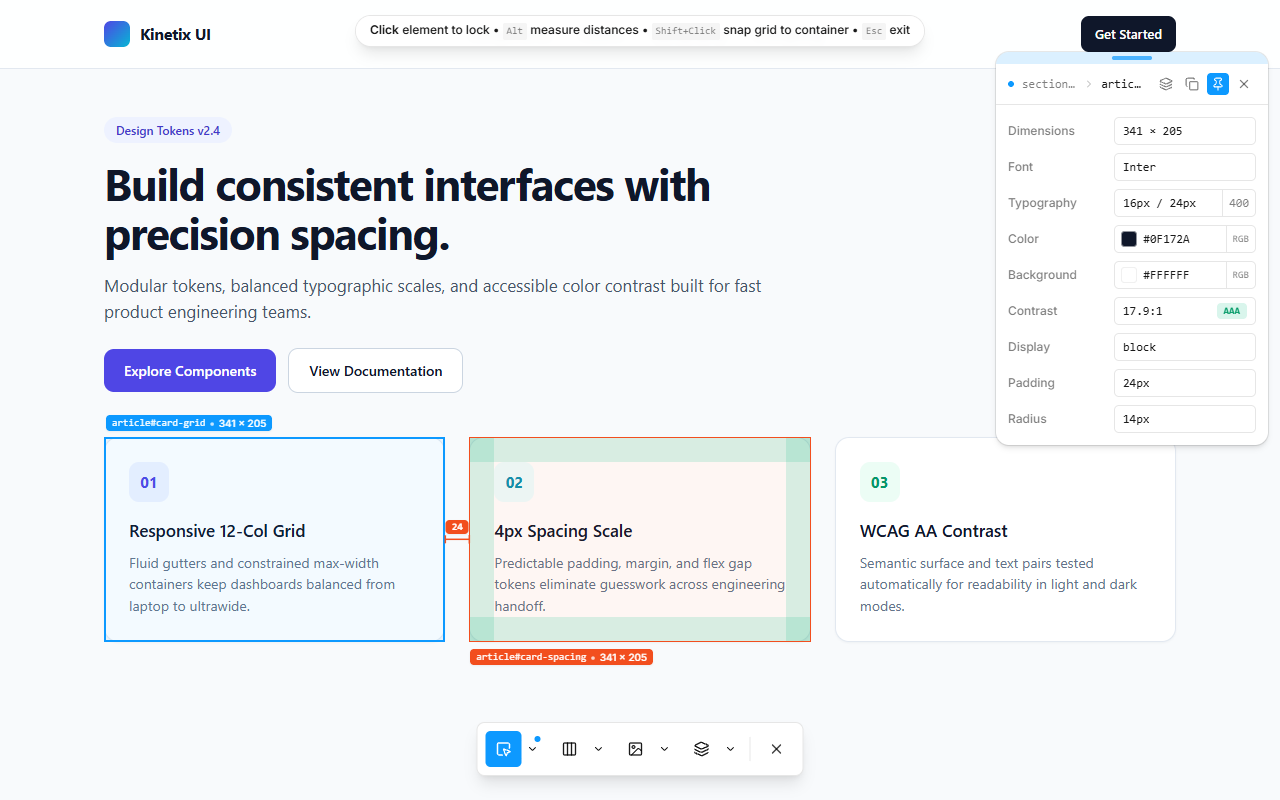 Kinetix UI
Click element to lock • Alt measure distances • Shift+Click snap grid to container • Esc exit
Get Started
section… › artic…
Dimensions 341 × 205
Font Inter
Typography 16px / 24px 400
Color #0F172A RGB
Background #FFFFFF RGB
Contrast 17.9:1 AAA
Display block
Padding 24px
Radius 14px
Design Tokens v2.4
Build consistent interfaces with
precision spacing.
Modular tokens, balanced typographic scales, and accessible color contrast built for fast
product engineering teams.
Explore Components
View Documentation
article#card-grid • 341 × 205
01
Responsive 12-Col Grid
Fluid gutters and constrained max-width
containers keep dashboards balanced from
laptop to ultrawide.
24
02
4px Spacing Scale
Predictable padding, margin, and flex gap
tokens eliminate guesswork across engineering
handoff.
article#card-spacing • 341 × 205
03
WCAG AA Contrast
Semantic surface and text pairs tested
automatically for readability in light and dark
modes.